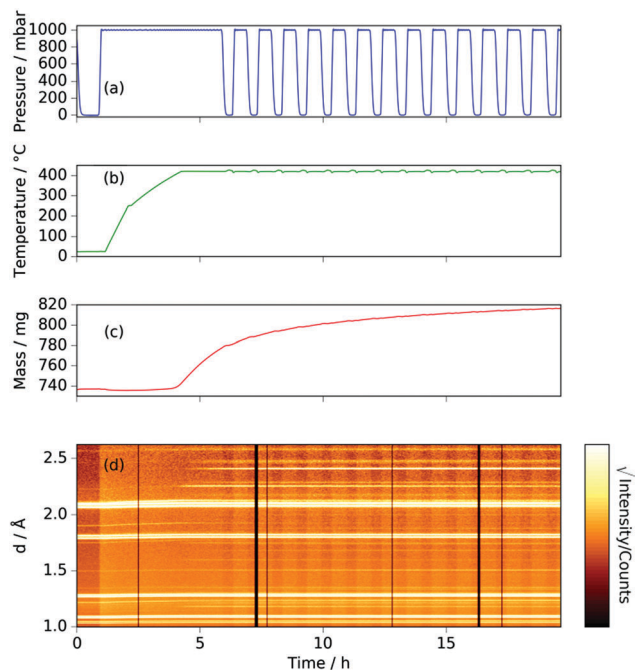 1000
800
600
400
200
0
Pressure / mbar
(a)
400
300
200
100
0
Temperature / °C
(b)
820
800
780
760
740
Mass / mg
(c)
2.5
2.0
1.5
1.0
d / Å
(d)
√ Intensity/Counts
0 5 10 15
Time / h